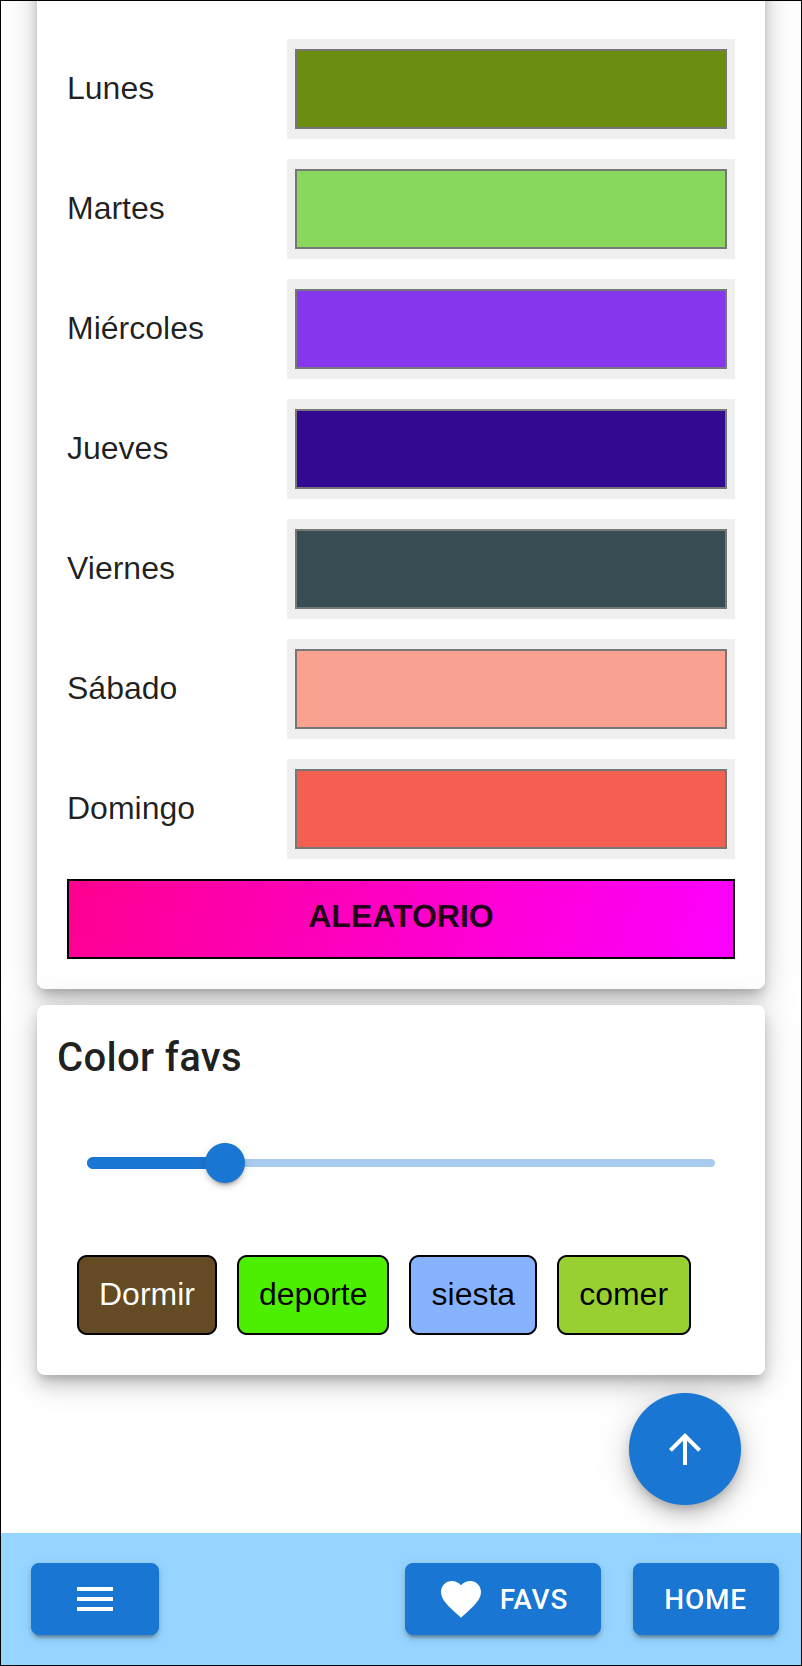 Lunes
Martes
Miércoles
Jueves
Viernes
Sábado
Domingo
ALEATORIO
Color favs
Dormir deporte siesta comer
FAVS HOME